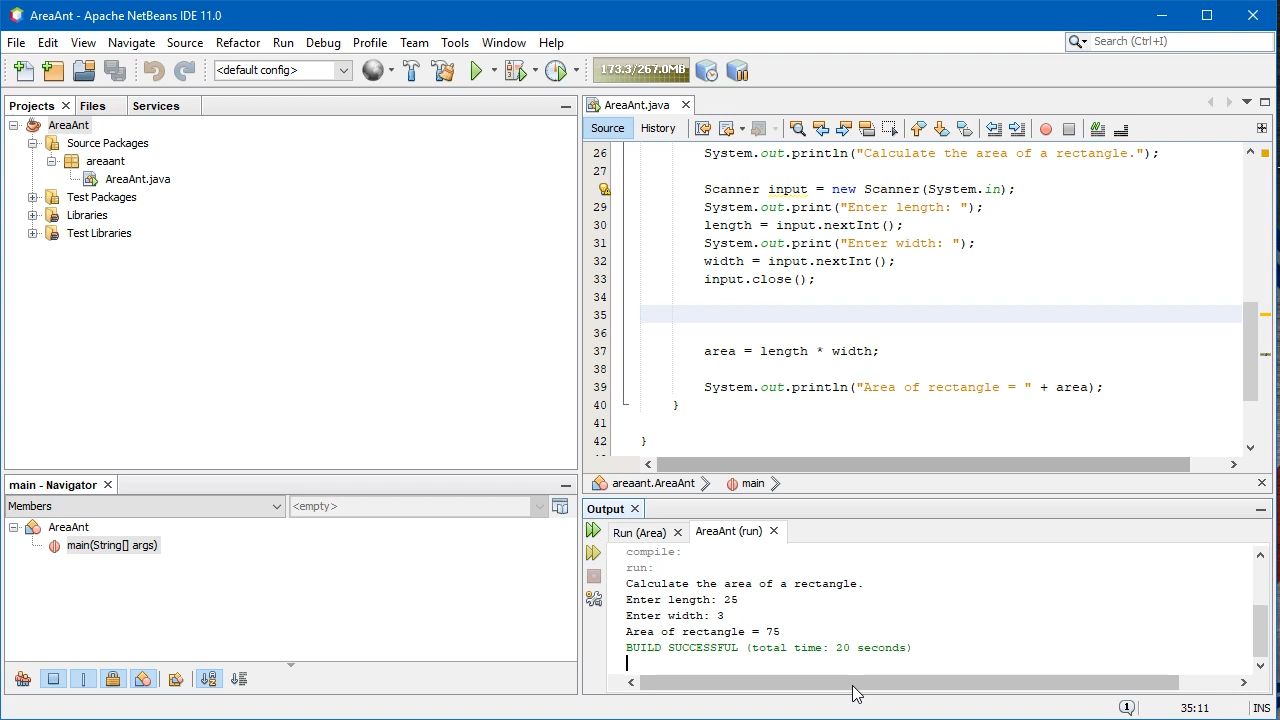 AreaAnt - Apache NetBeans IDE 11.0
File Edit View Navigate Source Refactor Run Debug Profile Team Tools Window Help
Search (Ctrl+I)
<default config>
173.3/267.0MB
Projects Files Services
AreaAnt
Source Packages
areaant
AreaAnt.java
Test Packages
Libraries
Test Libraries
main - Navigator
Members <empty>
AreaAnt
main(String[] args)
AreaAnt.java
Source History
26 System.out.println("Calculate the area of a rectangle.");
27
Scanner input = new Scanner(System.in);
29 System.out.print("Enter length: ");
30 length = input.nextInt();
31 System.out.print("Enter width: ");
32 width = input.nextInt();
33 input.close();
34
35
36
37 area = length * width;
38
39 System.out.println("Area of rectangle = " + area);
40 }
41
42 }
areaant.AreaAnt main
Output
Run (Area) AreaAnt (run)
compile:
run:
Calculate the area of a rectangle.
Enter length: 25
Enter width: 3
Area of rectangle = 75
BUILD SUCCESSFUL (total time: 20 seconds)
1 35:11 INS